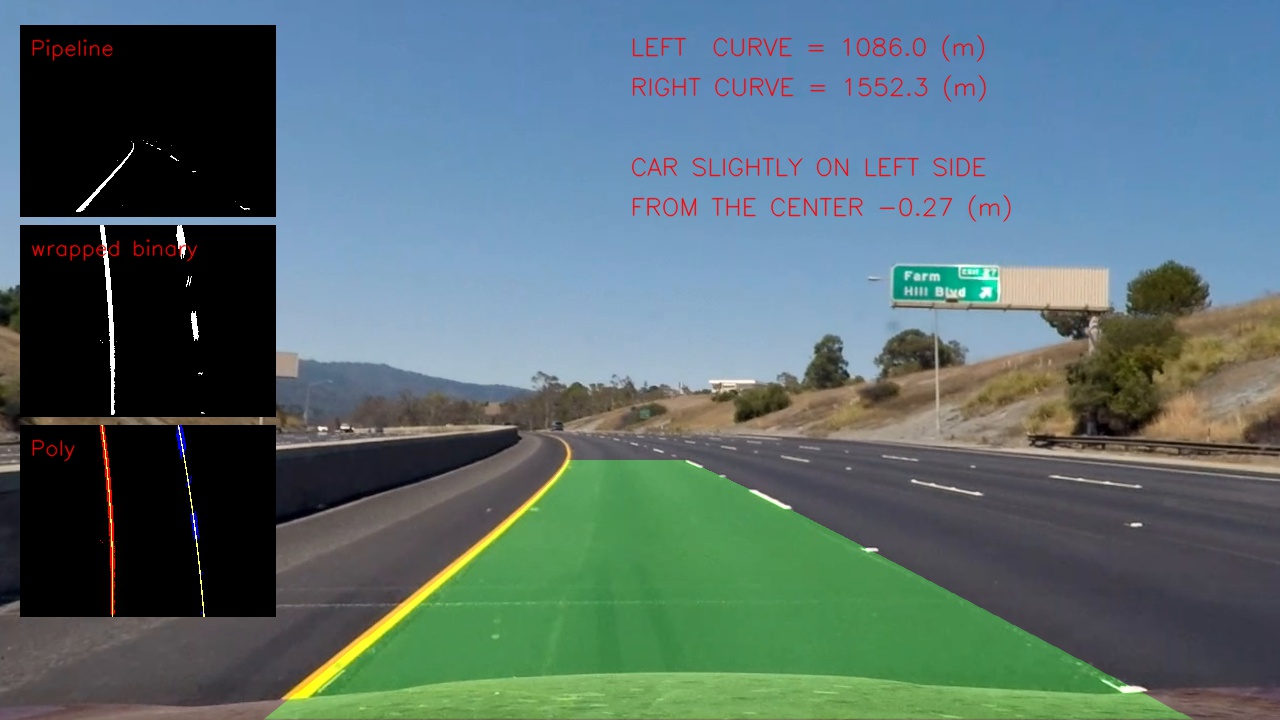 Pipeline
LEFT CURVE = 1086.0 (m)
RIGHT CURVE = 1552.3 (m)
CAR SLIGHTLY ON LEFT SIDE
FROM THE CENTER −0.27 (m)
wrapped binary
Farm
Hill Blvd
Poly